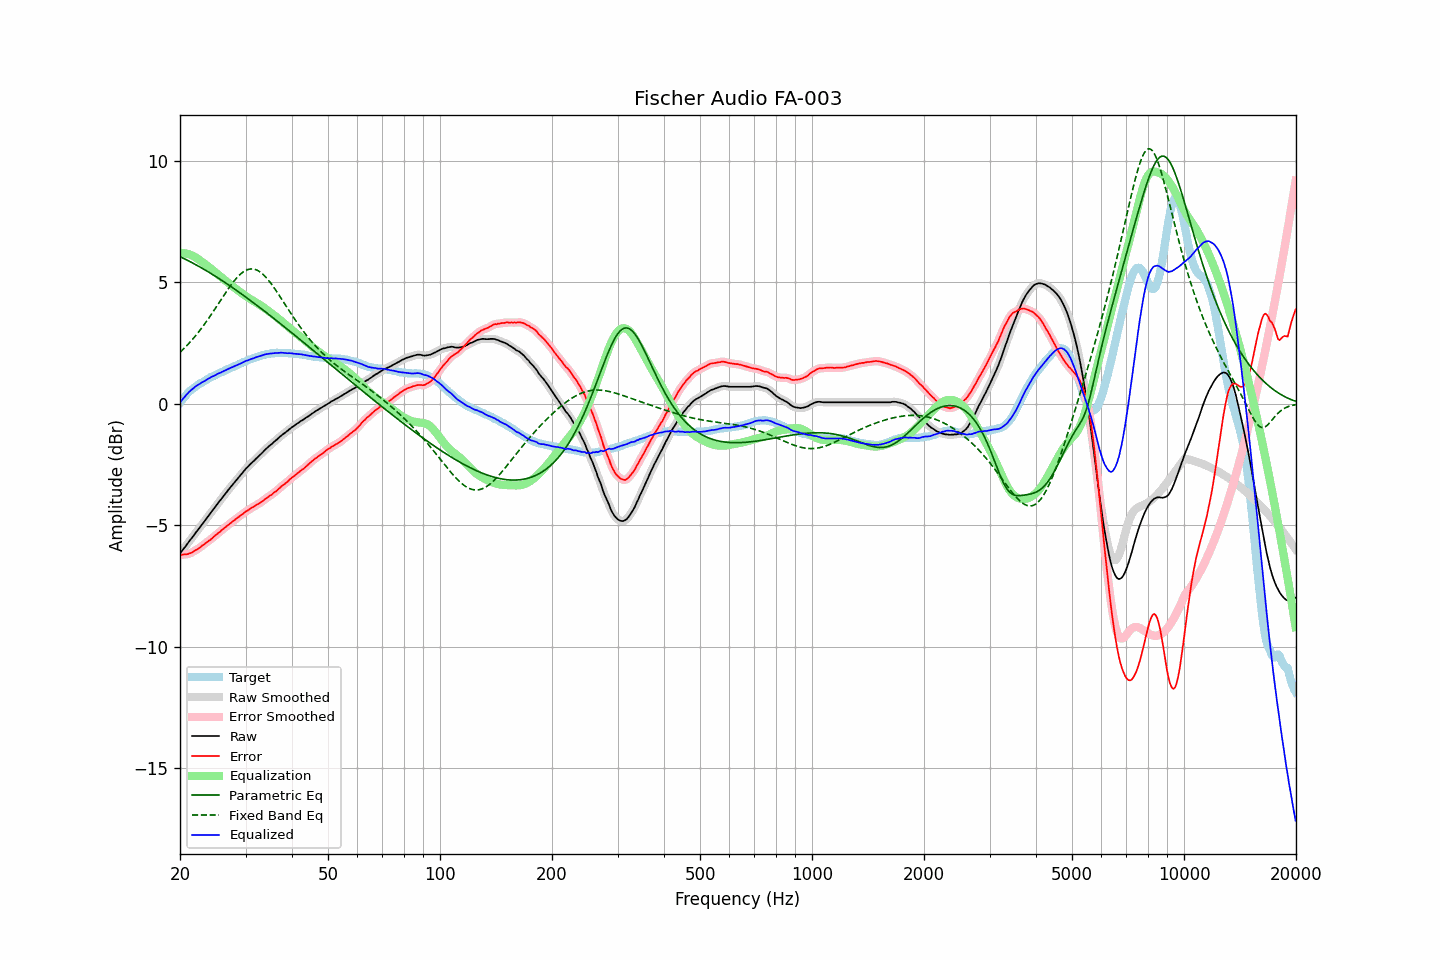 Fischer Audio FA-003
Amplitude (dBr)
10
5
0
−5
−10
−15
Target
Raw Smoothed
Error Smoothed
Raw
Error
Equalization
Parametric Eq
Fixed Band Eq
Equalized
20
50
100
200
500
1000
2000
5000
10000
20000
Frequency (Hz)